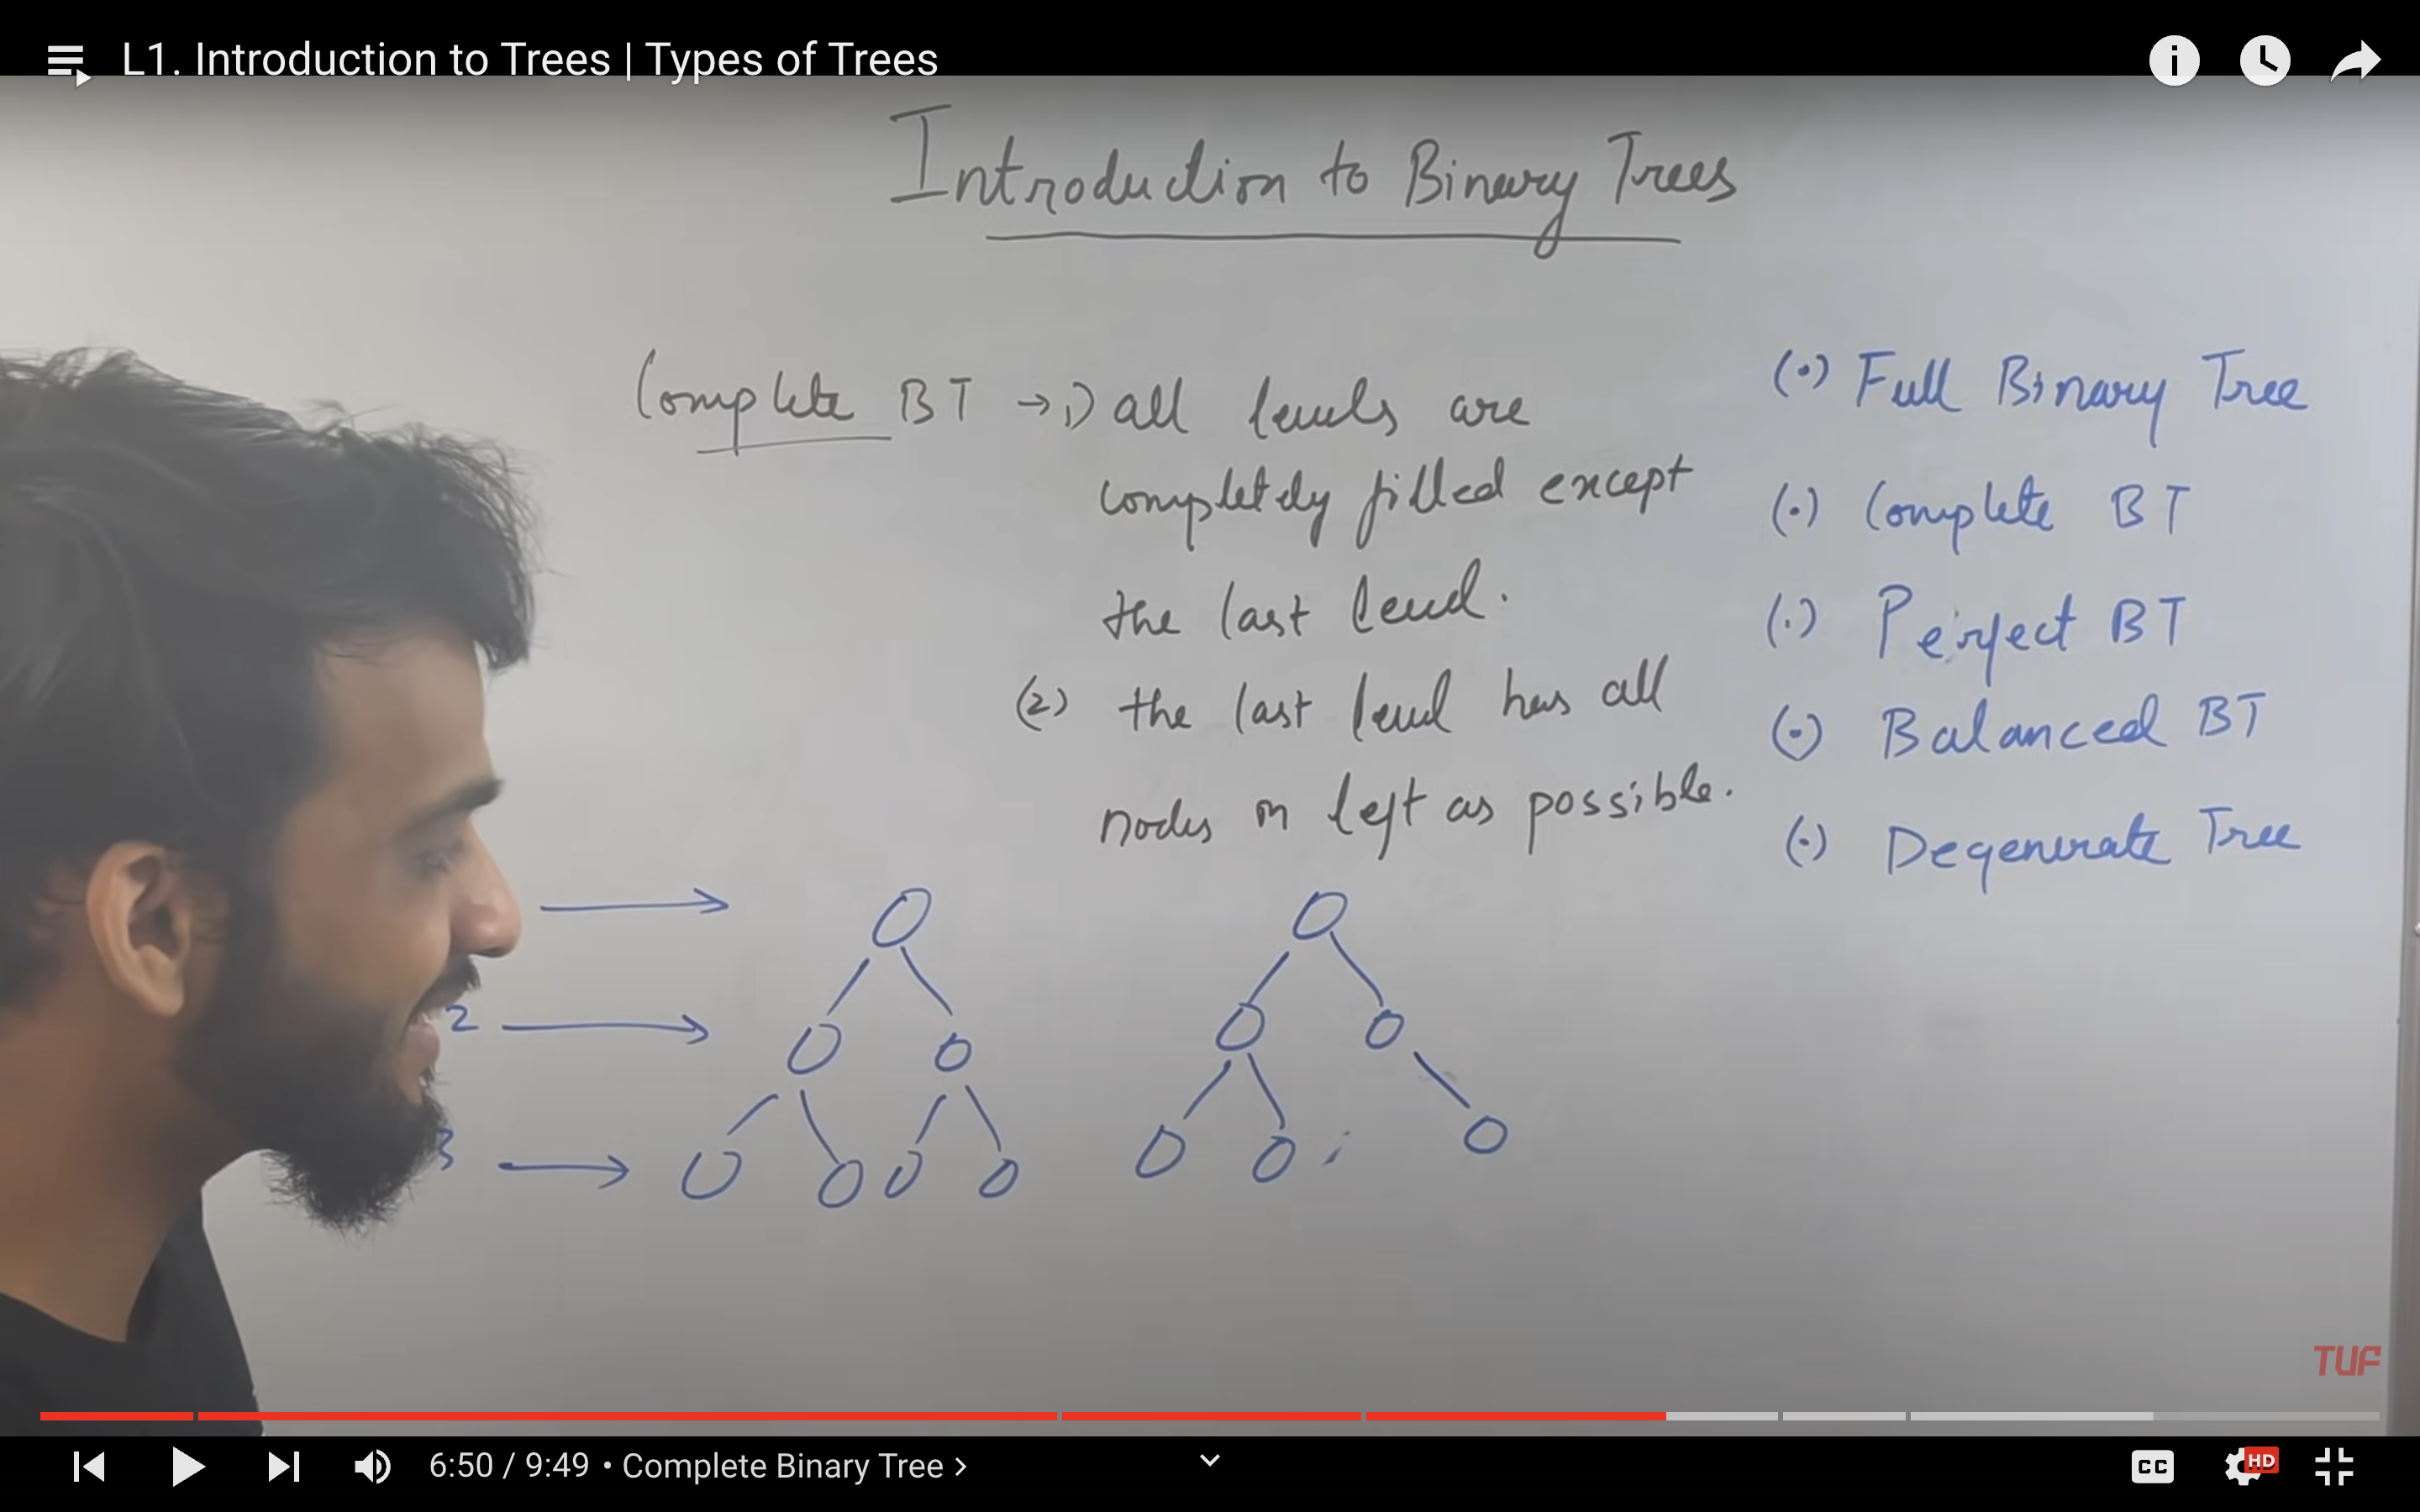 L1. Introduction to Trees | Types of Trees
Introduction to Binary Trees
Complete BT → 1) all levels are
completely filled except
the last level.
(2) the last level has all
nodes on left as possible.
(•) Full Binary Tree
(•) Complete BT
(•) Perfect BT
(•) Balanced BT
(•) Degenerate Tree
2
3
TUF
6:50 / 9:49 • Complete Binary Tree >
CC
HD